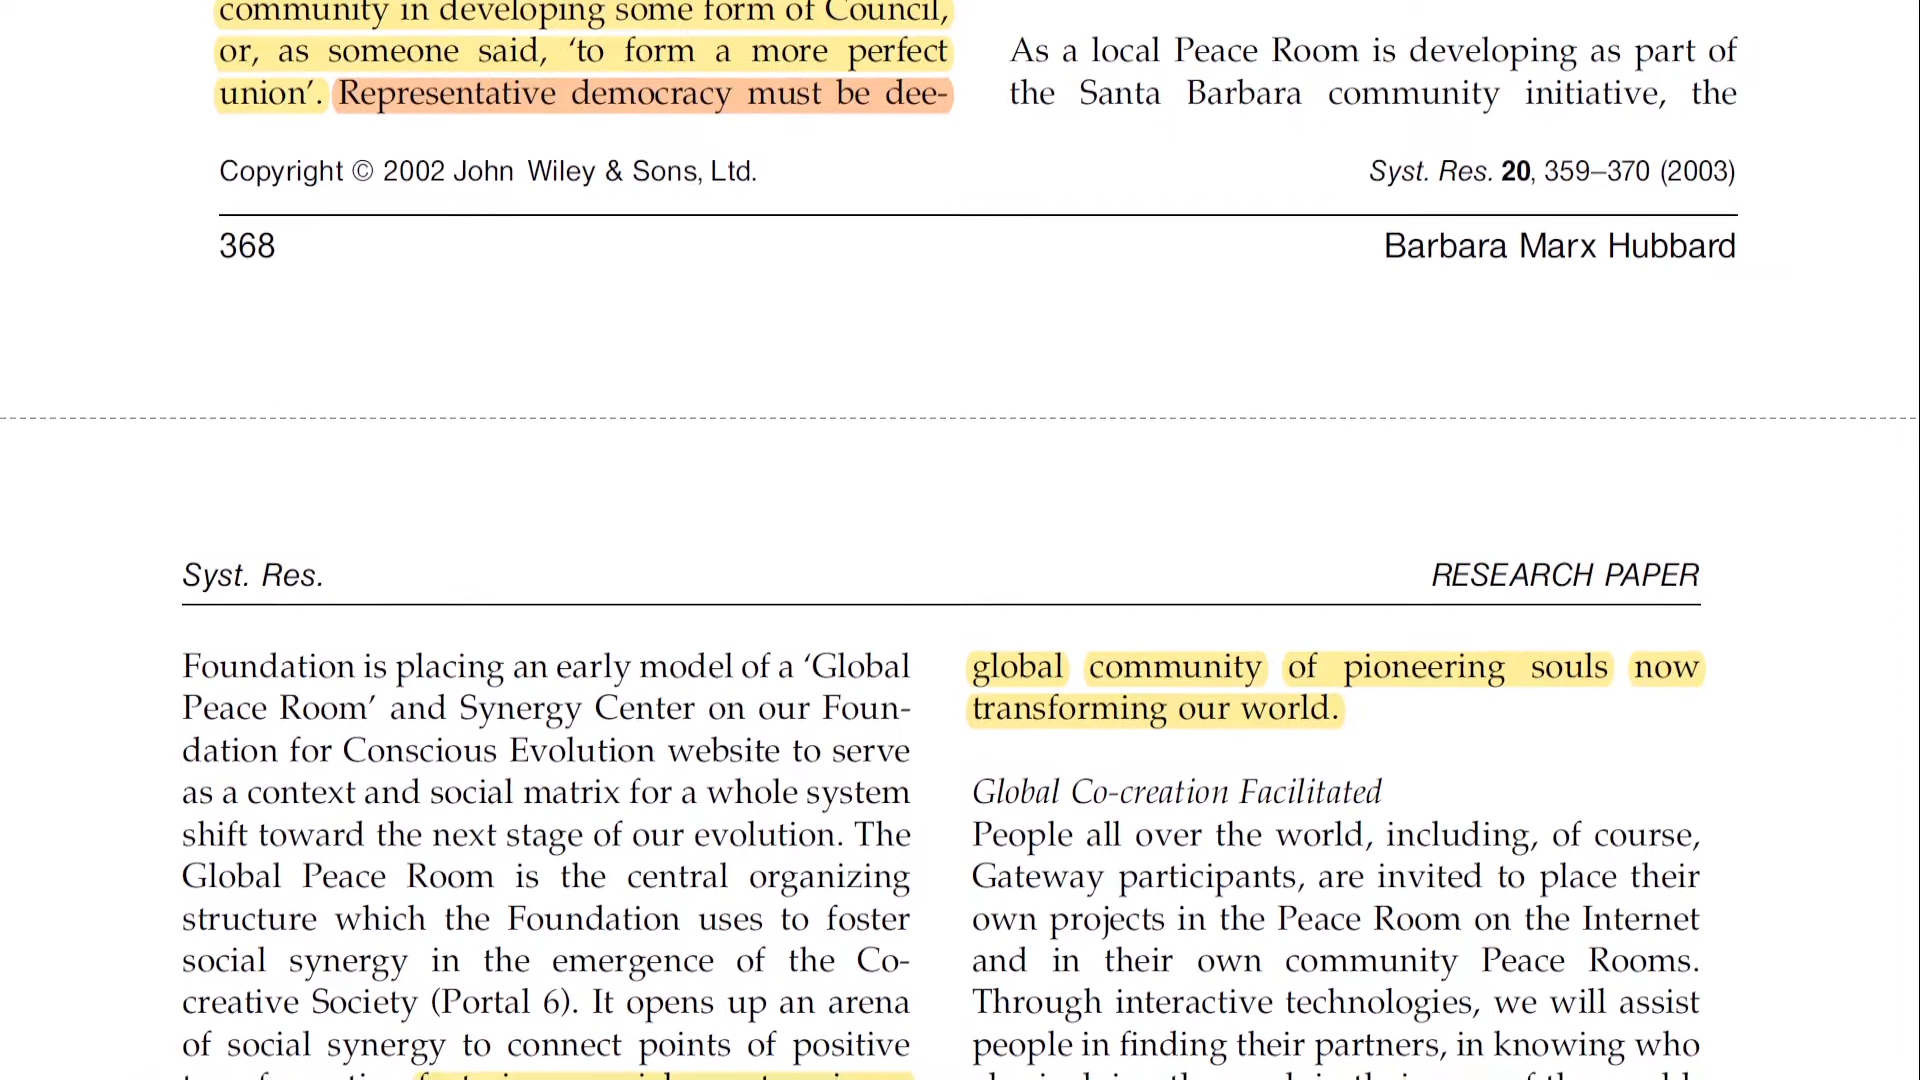 community in developing some form of Council,
or, as someone said, ‘to form a more perfect
union’. Representative democracy must be dee-
As a local Peace Room is developing as part of
the Santa Barbara community initiative, the
Copyright © 2002 John Wiley & Sons, Ltd.
Syst. Res. 20, 359–370 (2003)
368
Barbara Marx Hubbard
Syst. Res.
RESEARCH PAPER
Foundation is placing an early model of a ‘Global
Peace Room’ and Synergy Center on our Foun-
dation for Conscious Evolution website to serve
as a context and social matrix for a whole system
shift toward the next stage of our evolution. The
Global Peace Room is the central organizing
structure which the Foundation uses to foster
social synergy in the emergence of the Co-
creative Society (Portal 6). It opens up an arena
of social synergy to connect points of positive
global community of pioneering souls now
transforming our world.
Global Co-creation Facilitated
People all over the world, including, of course,
Gateway participants, are invited to place their
own projects in the Peace Room on the Internet
and in their own community Peace Rooms.
Through interactive technologies, we will assist
people in finding their partners, in knowing who